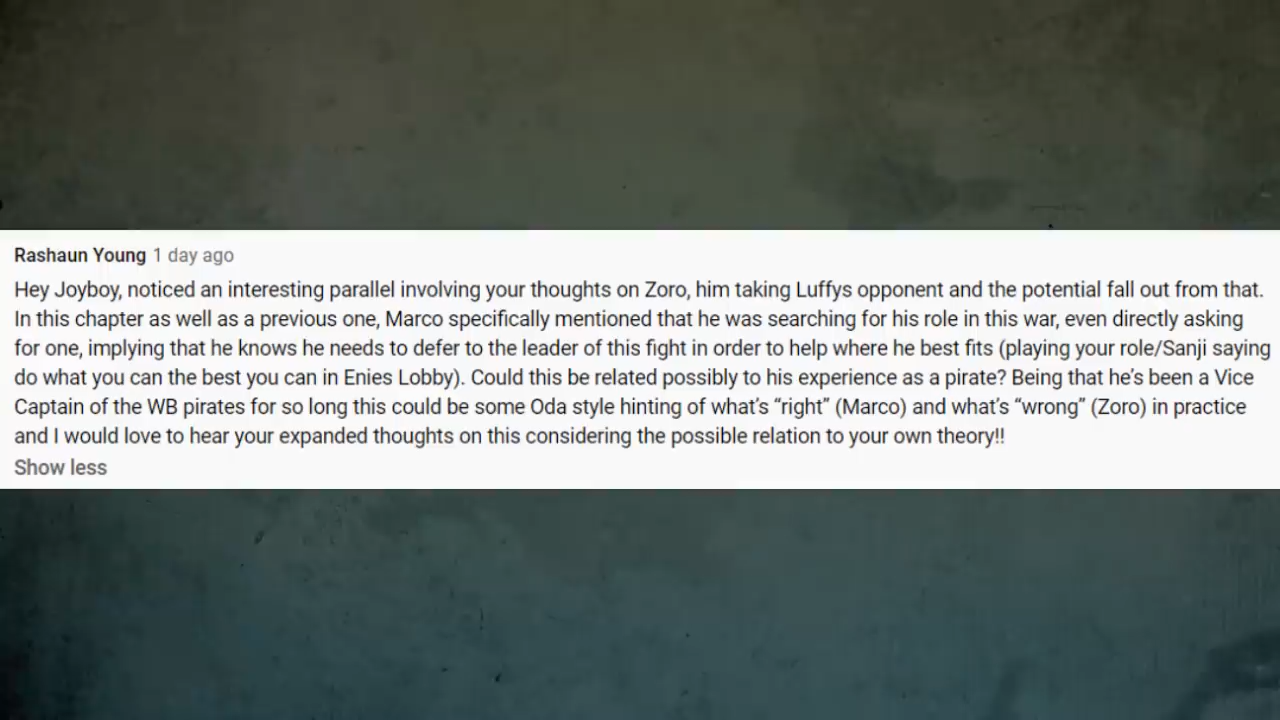 Rashaun Young 1 day ago
Hey Joyboy, noticed an interesting parallel involving your thoughts on Zoro, him taking Luffys opponent and the potential fall out from that.
In this chapter as well as a previous one, Marco specifically mentioned that he was searching for his role in this war, even directly asking
for one, implying that he knows he needs to defer to the leader of this fight in order to help where he best fits (playing your role/Sanji saying
do what you can the best you can in Enies Lobby). Could this be related possibly to his experience as a pirate? Being that he's been a Vice
Captain of the WB pirates for so long this could be some Oda style hinting of what's “right” (Marco) and what's “wrong” (Zoro) in practice
and I would love to hear your expanded thoughts on this considering the possible relation to your own theory!!
Show less